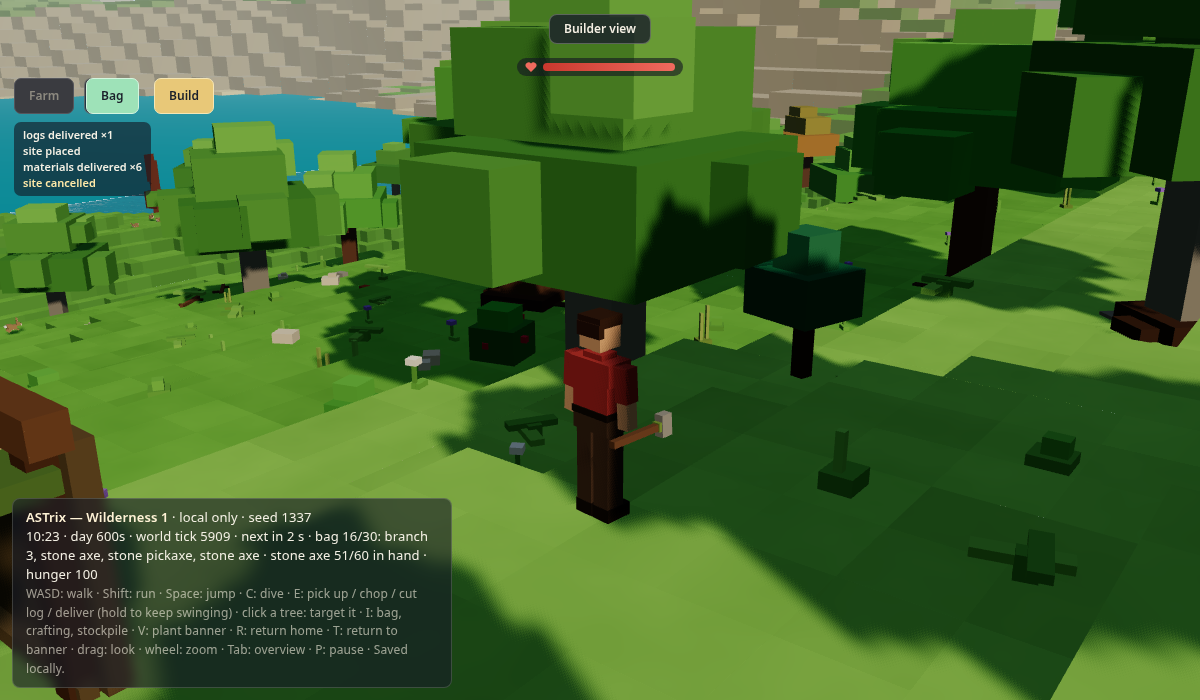 Builder view
Farm Bag Build
logs delivered ×1
site placed
materials delivered ×6
site cancelled
ASTrix — Wilderness 1 · local only · seed 1337
10:23 · day 600s · world tick 5909 · next in 2 s · bag 16/30: branch
3, stone axe, stone pickaxe, stone axe · stone axe 51/60 in hand ·
hunger 100
WASD: walk · Shift: run · Space: jump · C: dive · E: pick up / chop / cut
log / deliver (hold to keep swinging) · click a tree: target it · I: bag,
crafting, stockpile · V: plant banner · R: return home · T: return to
banner · drag: look · wheel: zoom · Tab: overview · P: pause · Saved
locally.